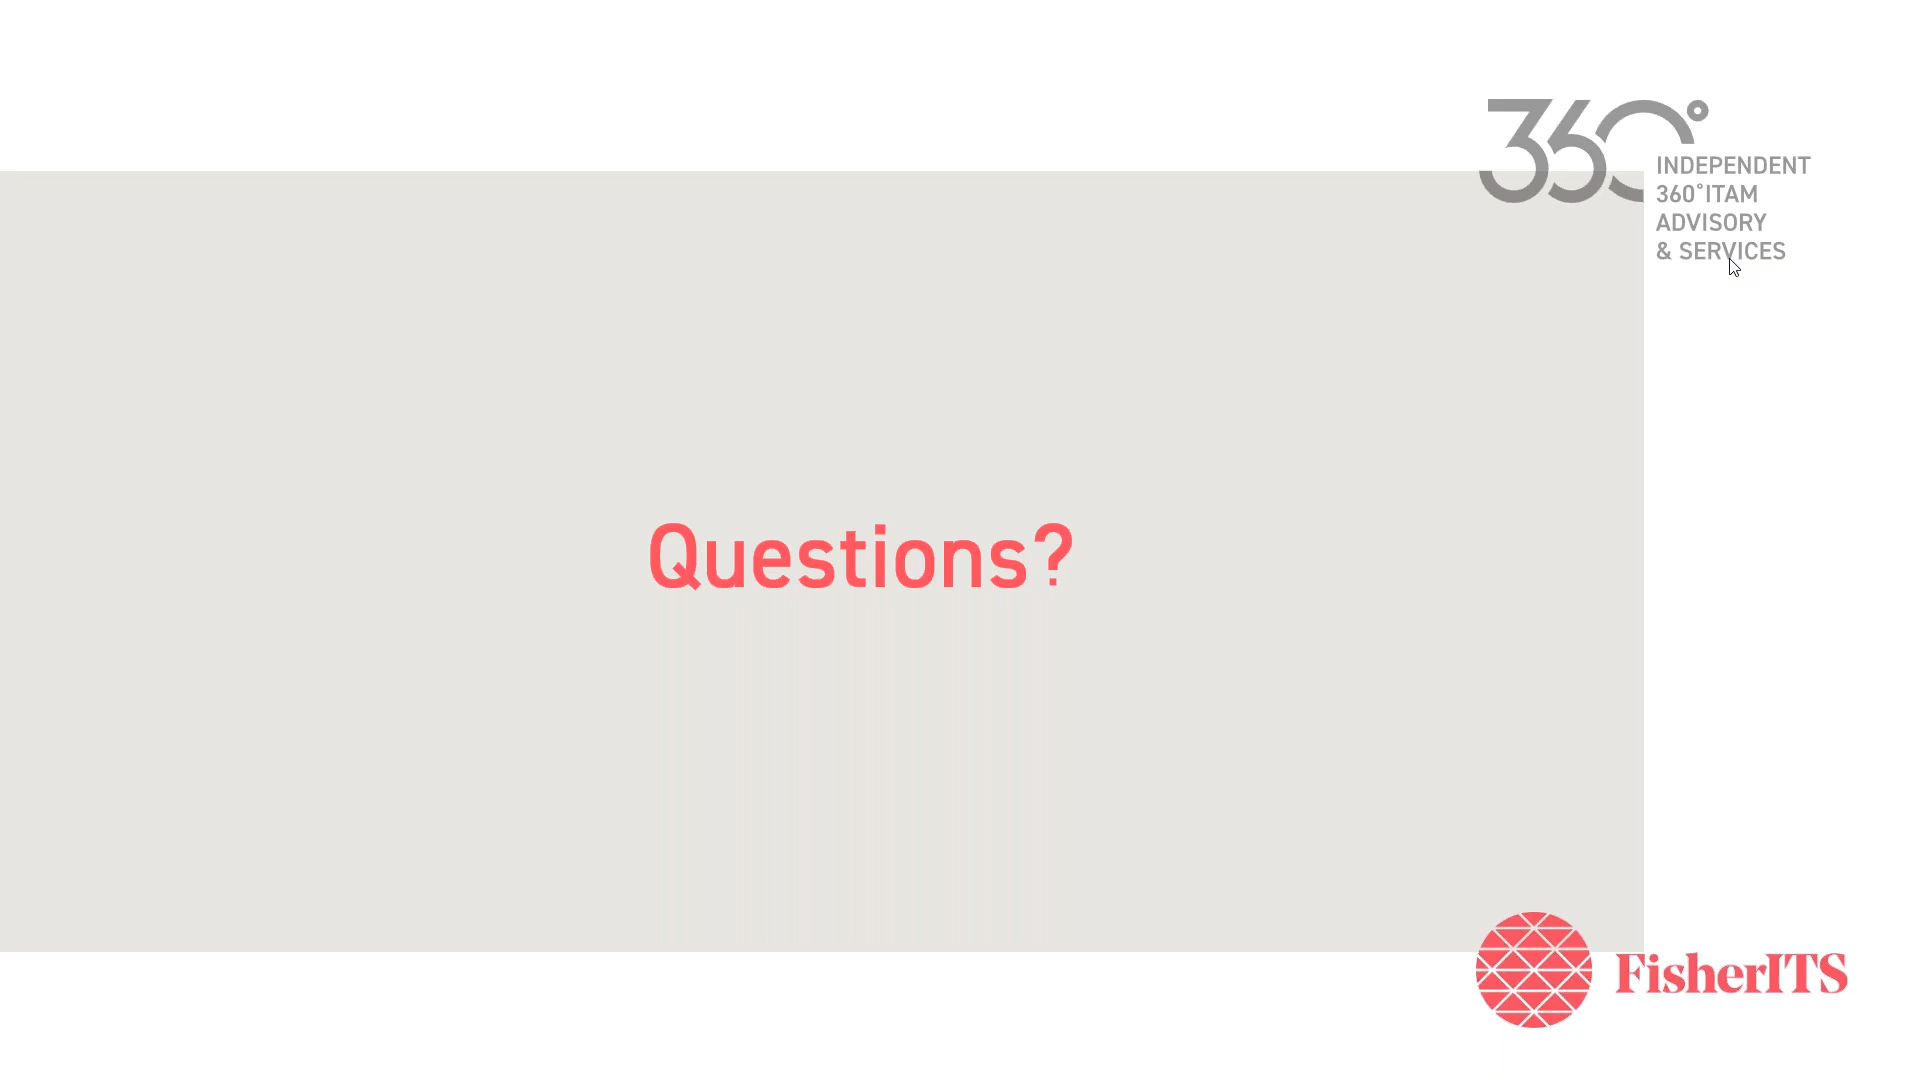 360°
INDEPENDENT
360°ITAM
ADVISORY
& SERVICES
Questions?
FisherITS